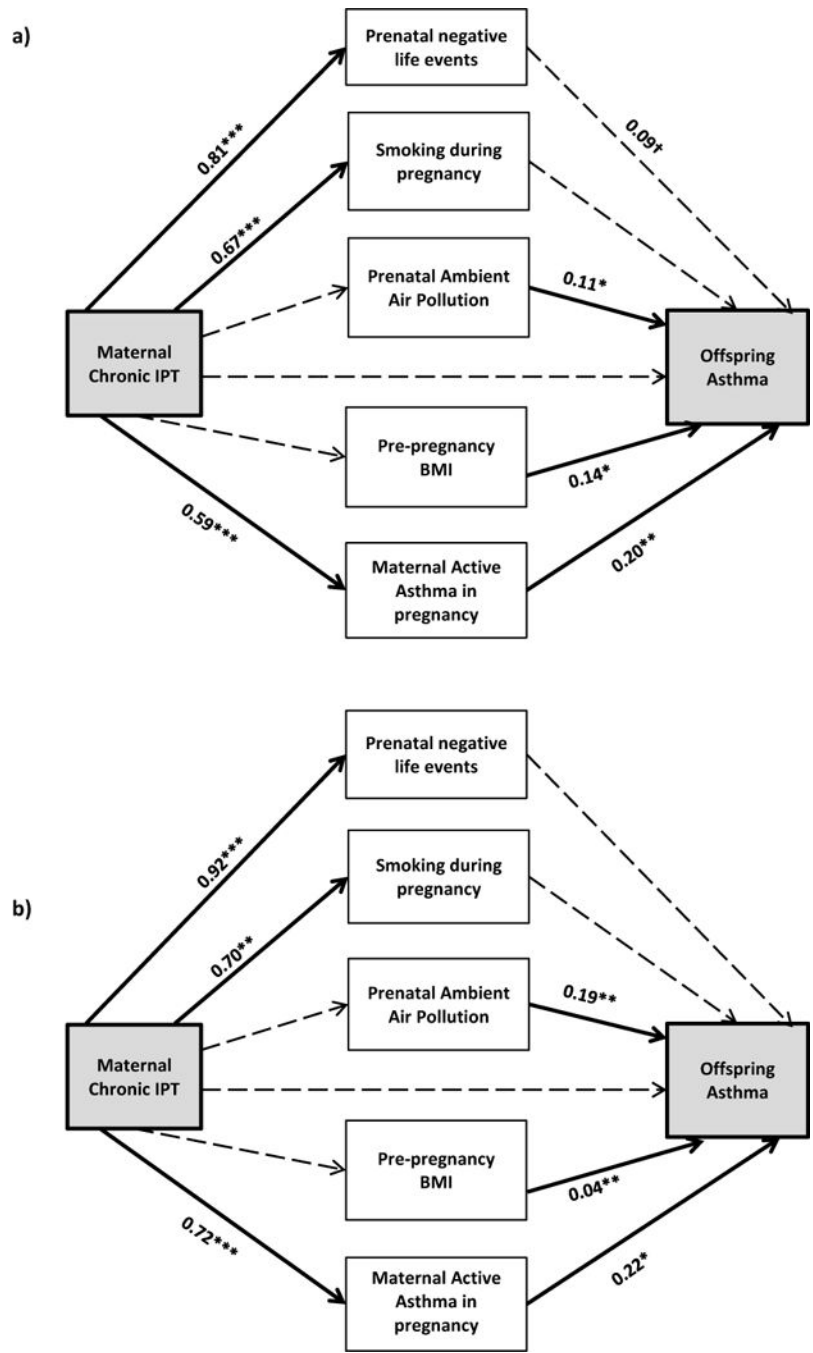 a)
Prenatal negative
life events
0.81***
0.09†
Smoking during
pregnancy
0.67***
Prenatal Ambient
Air Pollution
0.11*
Maternal
Chronic IPT
Offspring
Asthma
Pre-pregnancy
BMI
0.14*
0.59***
Maternal Active
Asthma in
pregnancy
0.20**
b)
Prenatal negative
life events
0.92***
Smoking during
pregnancy
0.70**
Prenatal Ambient
Air Pollution
0.19**
Maternal
Chronic IPT
Offspring
Asthma
Pre-pregnancy
BMI
0.04**
0.72***
Maternal Active
Asthma in
pregnancy
0.22*